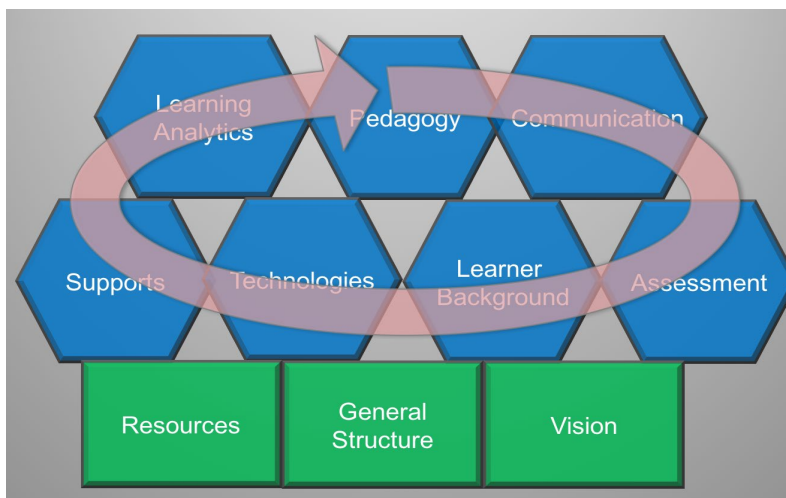 Learning
Analytics
Pedagogy
Communication
Supports
Technologies
Learner
Background
Assessment
Resources
General
Structure
Vision